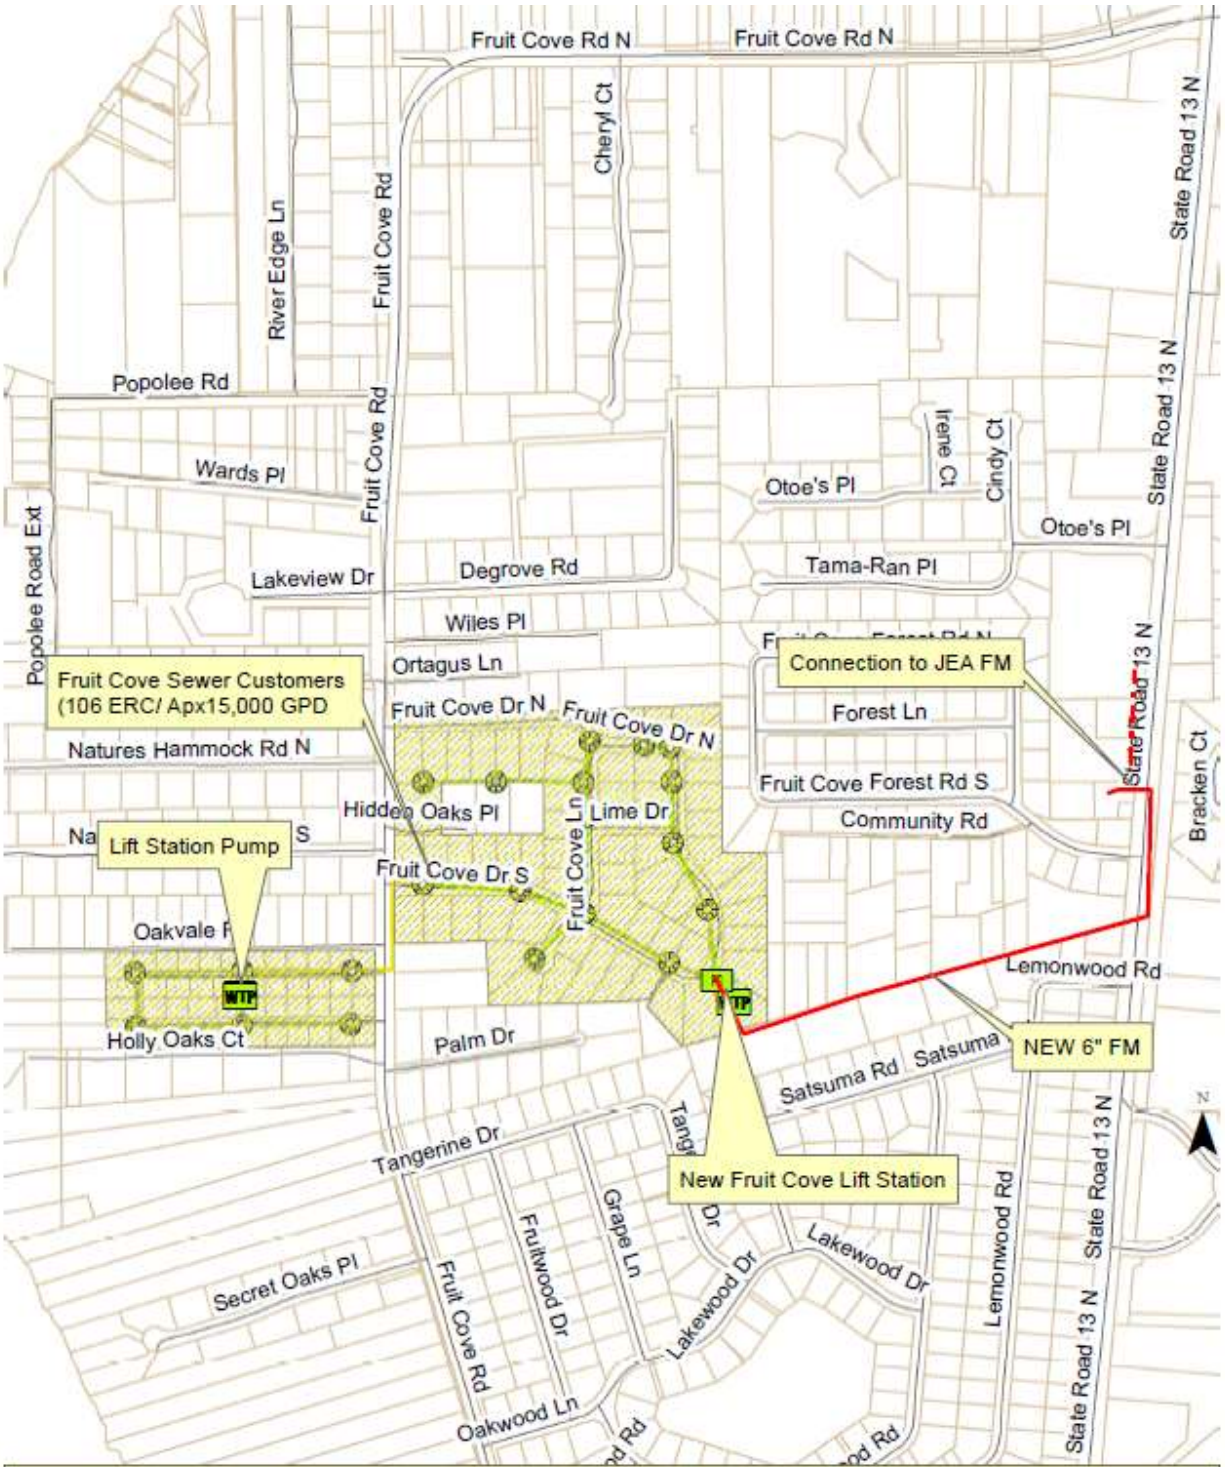 Fruit Cove Rd N
Fruit Cove Rd N
State Road 13 N
Cheryl Ct
Fruit Cove Rd
River Edge Ln
State Road 13 N
Popolee Rd
Fruit Cove Rd
Irene Ct
Cindy Ct
Wards Pl
Otoe's Pl
Otoe's Pl
Popolee Road Ext
Lakeview Dr
Degrove Rd
Tama-Ran Pl
Wiles Pl
Connection to JEA FM
State Road 13 N
Ortagus Ln
Fruit Cove Sewer Customers
(106 ERC/ Apx15,000 GPD
Fruit Cove Dr N
Fruit Cove Dr N
Forest Ln
Natures Hammock Rd N
Bracken Ct
Fruit Cove Forest Rd S
Hidden Oaks Pl
Lime Dr
Fruit Cove Ln
Community Rd
Na
S
Lift Station Pump
Fruit Cove Dr S
Oakvale
Lemonwood Rd
WTP
Holly Oaks Ct
Palm Dr
NEW 6" FM
Satsuma Rd
Satsuma
N
Tangerine Dr
State Road 13 N
New Fruit Cove Lift Station
Dr
Grape Ln
Fruitwood Dr
Lemonwood Rd
Lakewood Dr
Lakewood Dr
Secret Oaks Pl
Fruit Cove Rd
State Road 13 N
Oakwood Ln
od Rd
ood Rd